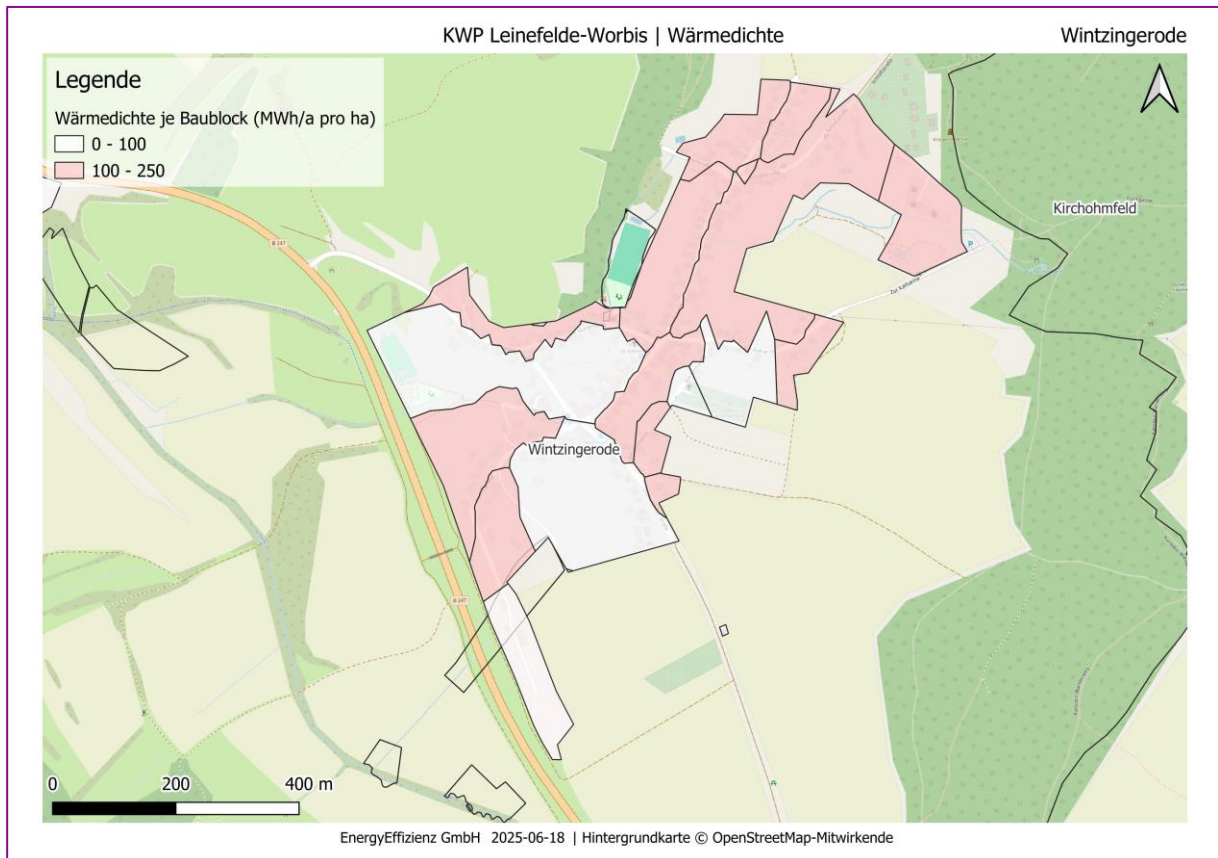 KWP Leinefelde-Worbis | Wärmedichte
Wintzingerode
Legende
Wärmedichte je Baublock (MWh/a pro ha)
0 - 100
100 - 250
B 247
Kirchohmfeld
P
Zur Katharine
Wintzingerode
B 247
0 200 400 m
EnergyEffizienz GmbH 2025-06-18 | Hintergrundkarte © OpenStreetMap-Mitwirkende